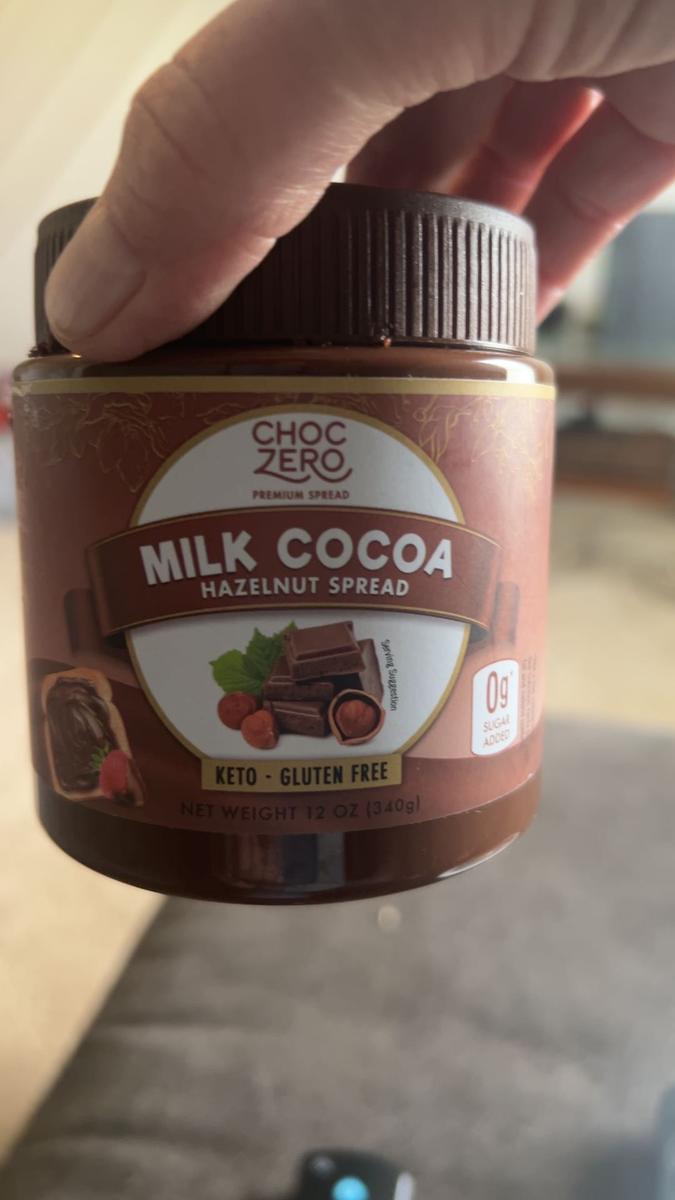 CHOC
ZERO
PREMIUM SPREAD
MILK COCOA
HAZELNUT SPREAD
Serving Suggestion
0g*
SUGAR
ADDED
KETO - GLUTEN FREE
NET WEIGHT 12 OZ (340g)